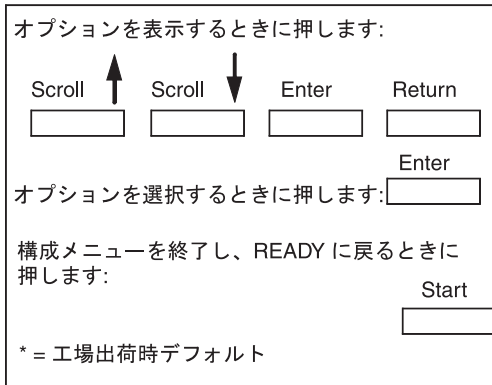 オプションを表示するときに押します:
Scroll Scroll Enter Return
Enter
オプションを選択するときに押します:
構成メニューを終了し、READY に戻るときに
押します:
Start
* = 工場出荷時デフォルト